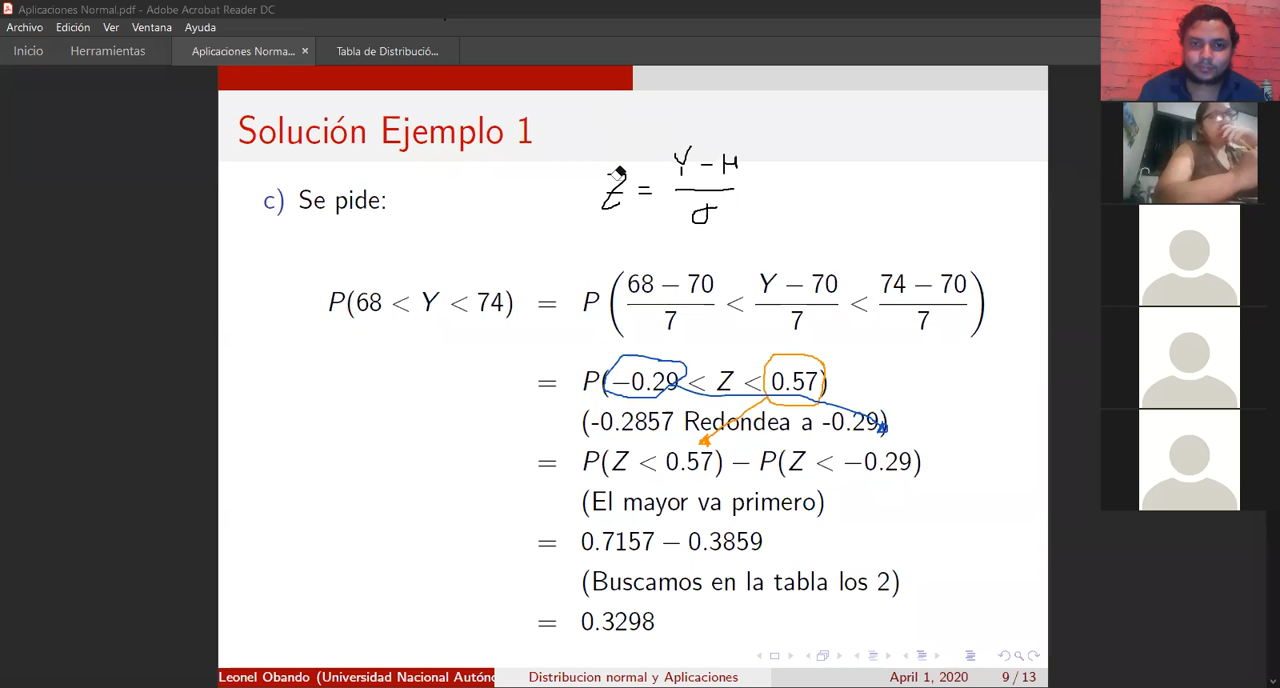 Aplicaciones Normal.pdf - Adobe Acrobat Reader DC
Archivo Edición Ver Ventana Ayuda
Inicio Herramientas Aplicaciones Norma... × Tabla de Distribució...
Solución Ejemplo 1
Z = (Y - μ) / σ
c) Se pide:
P(68 < Y < 74) = P ( (68 − 70)/7 < (Y − 70)/7 < (74 − 70)/7 )
= P(−0.29 < Z < 0.57)
(-0.2857 Redondea a -0.29)
= P(Z < 0.57) − P(Z < −0.29)
(El mayor va primero)
= 0.7157 − 0.3859
(Buscamos en la tabla los 2)
= 0.3298
Leonel Obando (Universidad Nacional Autóno Distribucion normal y Aplicaciones April 1, 2020 9 / 13